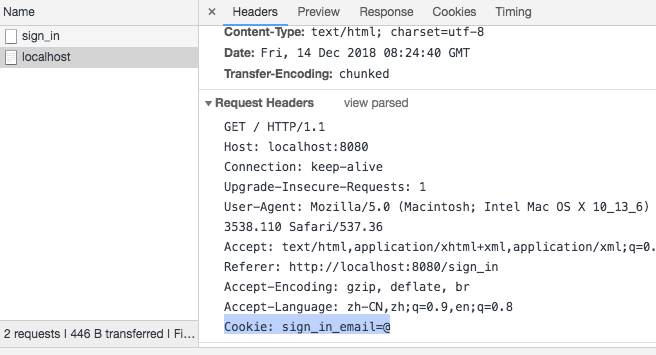 Name
× Headers Preview Response Cookies Timing
sign_in
localhost
Content-Type: text/html; charset=utf-8
Date: Fri, 14 Dec 2018 08:24:40 GMT
Transfer-Encoding: chunked
▼ Request Headers view parsed
GET / HTTP/1.1
Host: localhost:8080
Connection: keep-alive
Upgrade-Insecure-Requests: 1
User-Agent: Mozilla/5.0 (Macintosh; Intel Mac OS X 10_13_6)
3538.110 Safari/537.36
Accept: text/html,application/xhtml+xml,application/xml;q=0.
Referer: http://localhost:8080/sign_in
Accept-Encoding: gzip, deflate, br
Accept-Language: zh-CN,zh;q=0.9,en;q=0.8
Cookie: sign_in_email=@
2 requests | 446 B transferred | Fi...